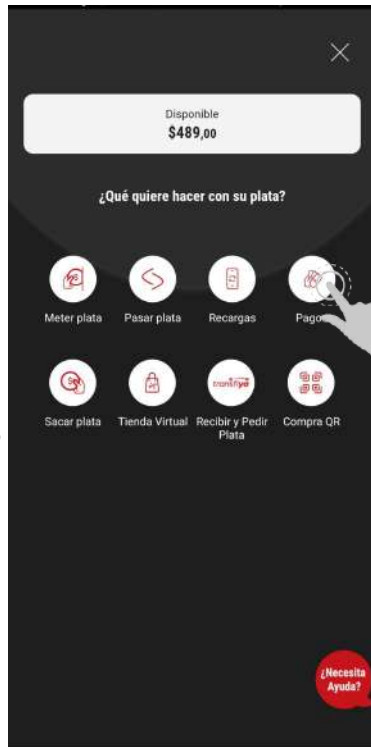 Disponible
$489,00
¿Qué quiere hacer con su plata?
Meter plata
Pasar plata
Recargas
Pagos
Sacar plata
Tienda Virtual
transfiya
Recibir y Pedir
Plata
Compra QR
¿Necesita
Ayuda?